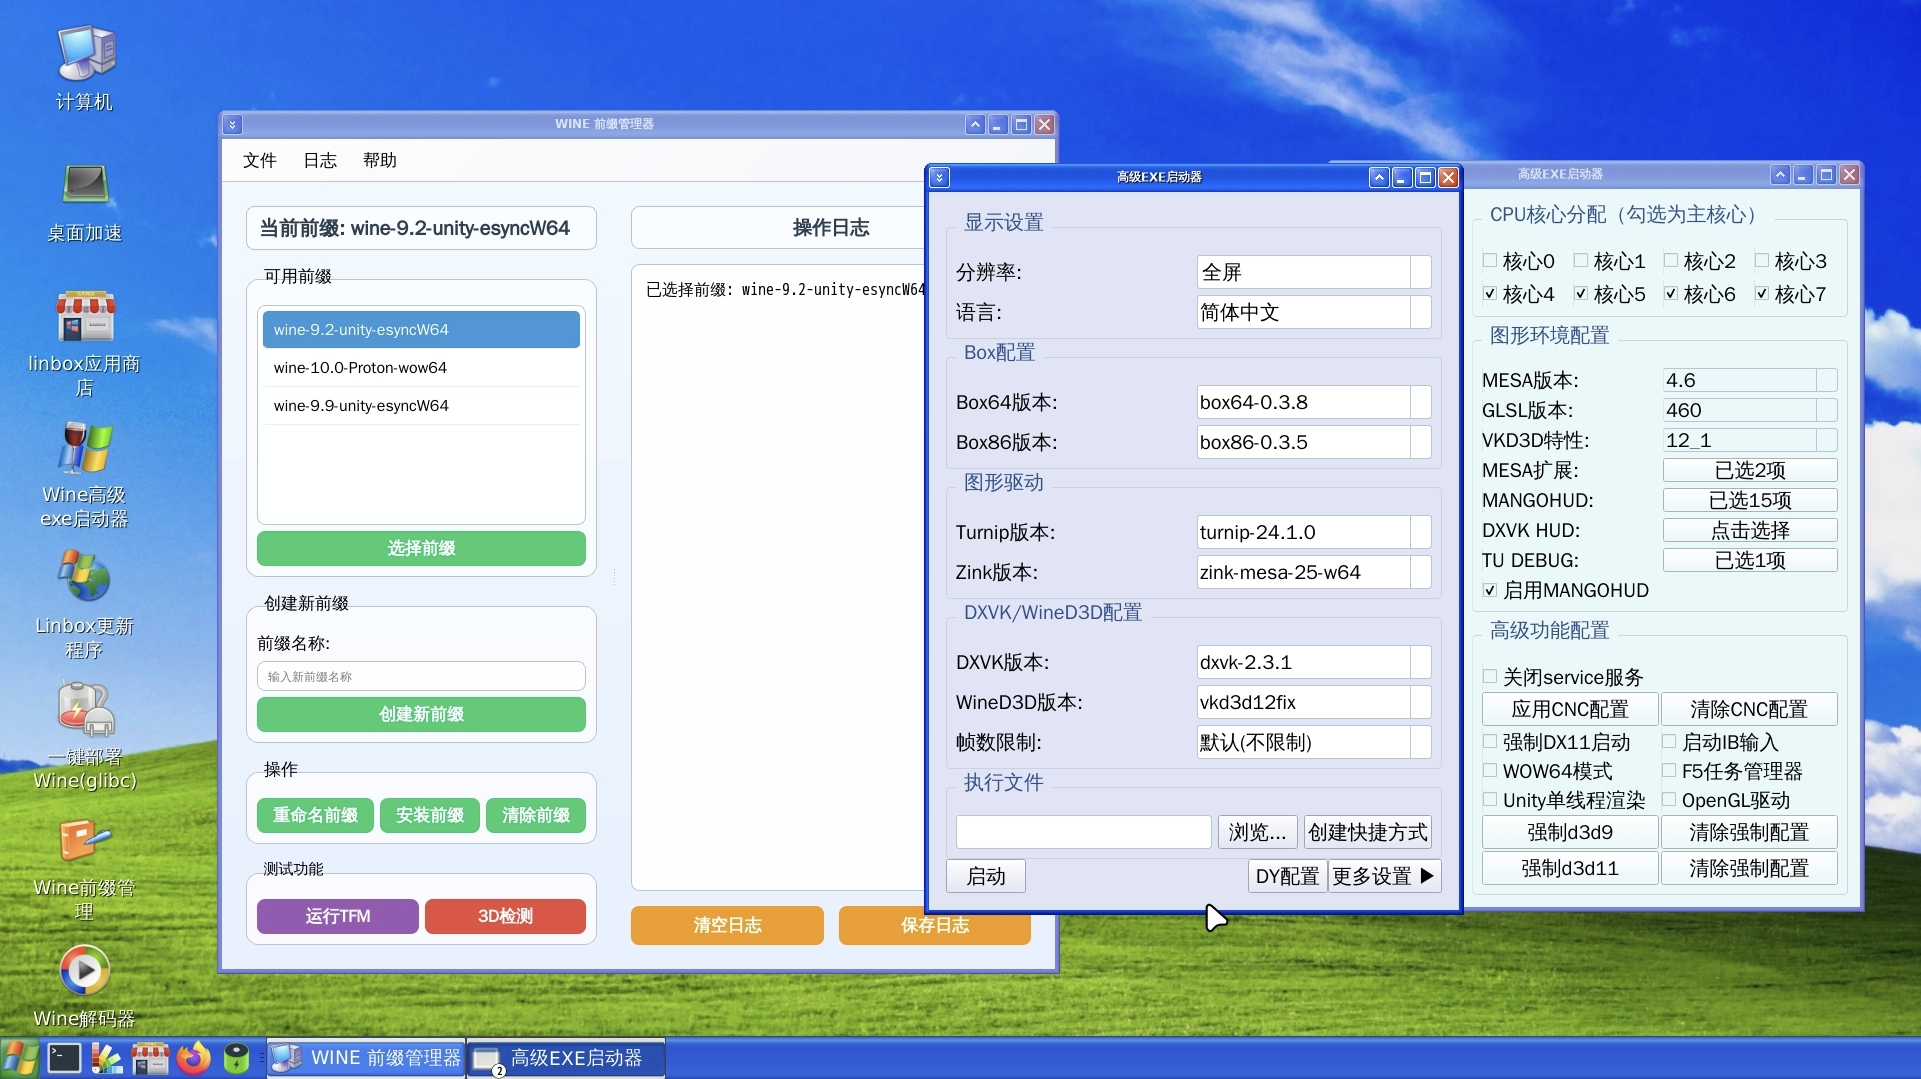 计算机
桌面加速
linbox应用商
店
Wine高级
exe启动器
Linbox更新
程序
一键部署
Wine(glibc)
Wine前缀管
理
Wine解码器
WINE 前缀管理器
文件 日志 帮助
当前前缀: wine-9.2-unity-esyncW64
可用前缀
wine-9.2-unity-esyncW64
wine-10.0-Proton-wow64
wine-9.9-unity-esyncW64
选择前缀
创建新前缀
前缀名称:
输入新前缀名称
创建新前缀
操作
重命名前缀 安装前缀 清除前缀
测试功能
运行TFM 3D检测
操作日志
已选择前缀: wine-9.2-unity-esyncW64
清空日志 保存日志
高级EXE启动器
显示设置
分辨率: 全屏
语言: 简体中文
Box配置
Box64版本: box64-0.3.8
Box86版本: box86-0.3.5
图形驱动
Turnip版本: turnip-24.1.0
Zink版本: zink-mesa-25-w64
DXVK/WineD3D配置
DXVK版本: dxvk-2.3.1
WineD3D版本: vkd3d12fix
帧数限制: 默认(不限制)
执行文件
浏览... 创建快捷方式
启动 DY配置 更多设置 ▶
高级EXE启动器
CPU核心分配（勾选为主核心）
核心0 核心1 核心2 核心3
核心4 核心5 核心6 核心7
图形环境配置
MESA版本: 4.6
GLSL版本: 460
VKD3D特性: 12_1
MESA扩展: 已选2项
MANGOHUD: 已选15项
DXVK HUD: 点击选择
TU DEBUG: 已选1项
启用MANGOHUD
高级功能配置
关闭service服务
应用CNC配置 清除CNC配置
强制DX11启动 启动IB输入
WOW64模式 F5任务管理器
Unity单线程渲染 OpenGL驱动
强制d3d9 清除强制配置
强制d3d11 清除强制配置
WINE 前缀管理器 2 高级EXE启动器